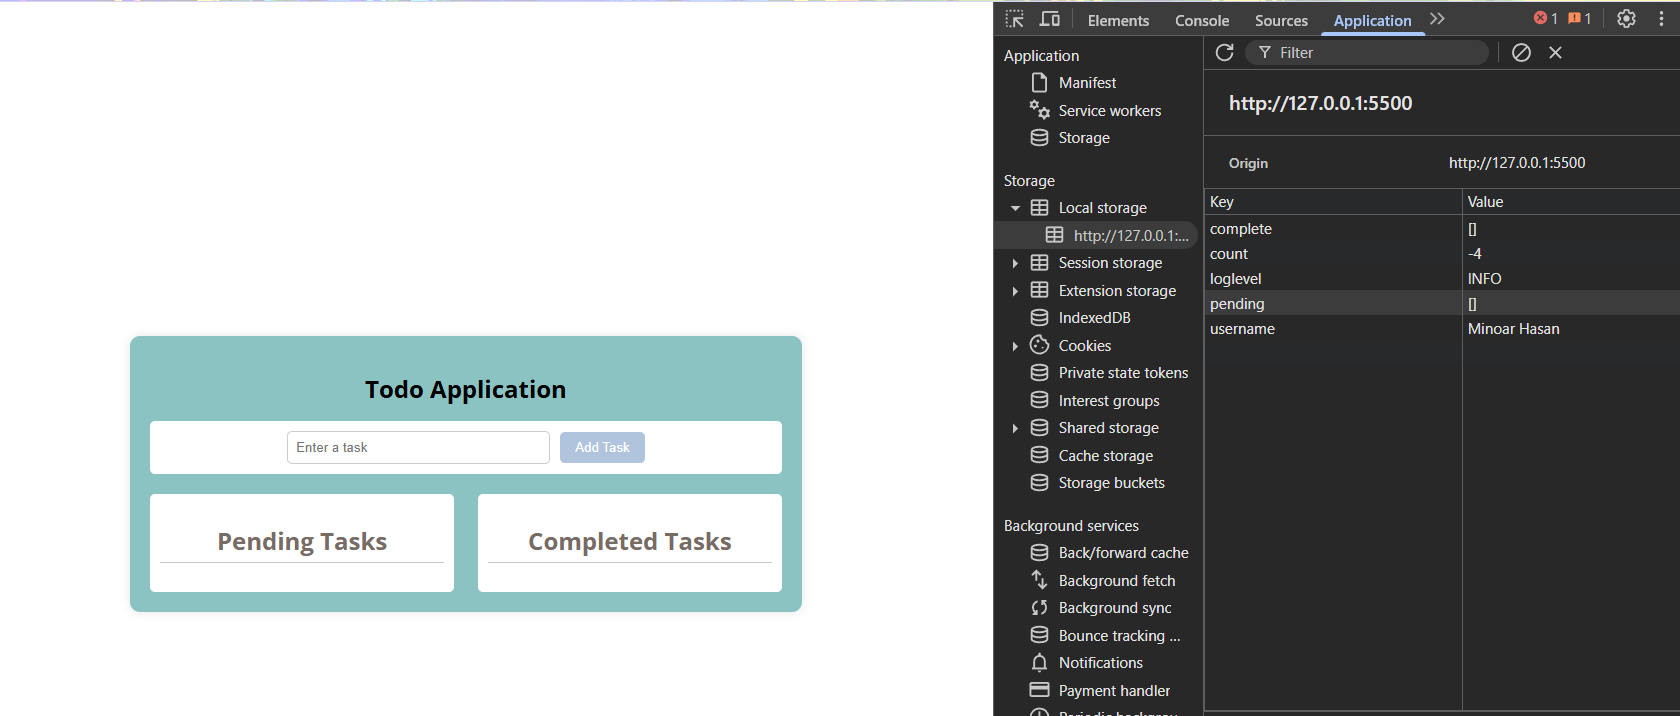 Todo Application
Enter a task
Add Task
Pending Tasks
Completed Tasks
Elements Console Sources Application 1 1
Application
Manifest
Service workers
Storage
Storage
Local storage
http://127.0.0.1:...
Session storage
Extension storage
IndexedDB
Cookies
Private state tokens
Interest groups
Shared storage
Cache storage
Storage buckets
Background services
Back/forward cache
Background fetch
Background sync
Bounce tracking ...
Notifications
Payment handler
Filter
http://127.0.0.1:5500
Origin http://127.0.0.1:5500
Key Value
complete []
count -4
loglevel INFO
pending []
username Minoar Hasan